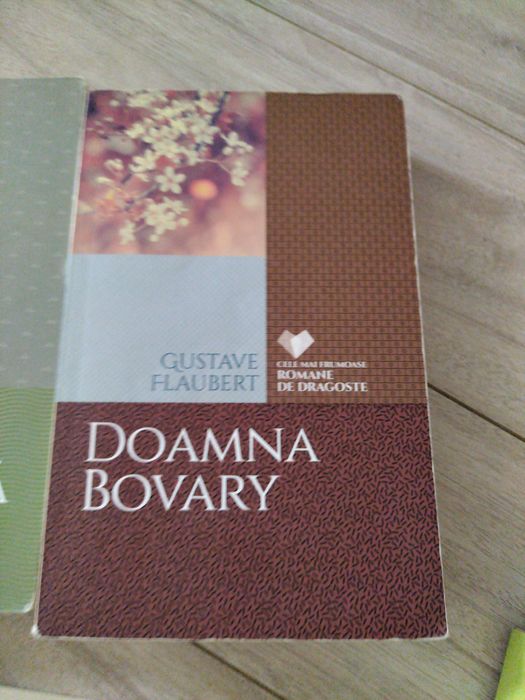 GUSTAVE
FLAUBERT
CELE MAI FRUMOASE
ROMANE
DE DRAGOSTE
DOAMNA
BOVARY
A